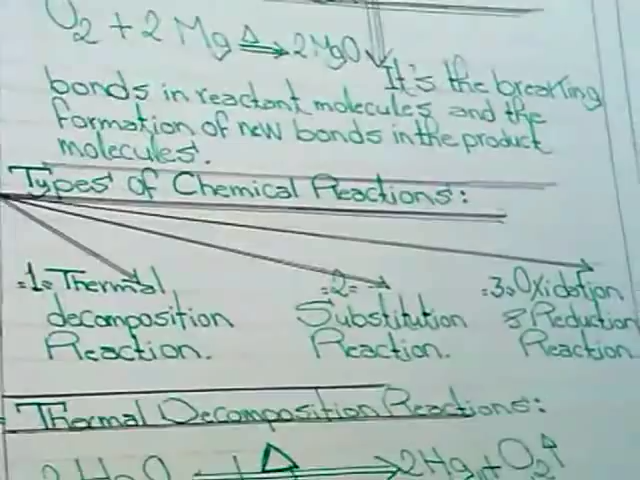 O2 + 2 Mg Δ→ 2MgO It's the breaking
bonds in reactant molecules and the
formation of new bonds in the product
molecules.
Types of Chemical Reactions:
=1= Thermal decomposition Reaction.
=2= Substitution Reaction.
=3= Oxidation & Reduction Reaction.
Thermal Decomposition Reactions:
2HgO Δ→ 2Hg + O2↑